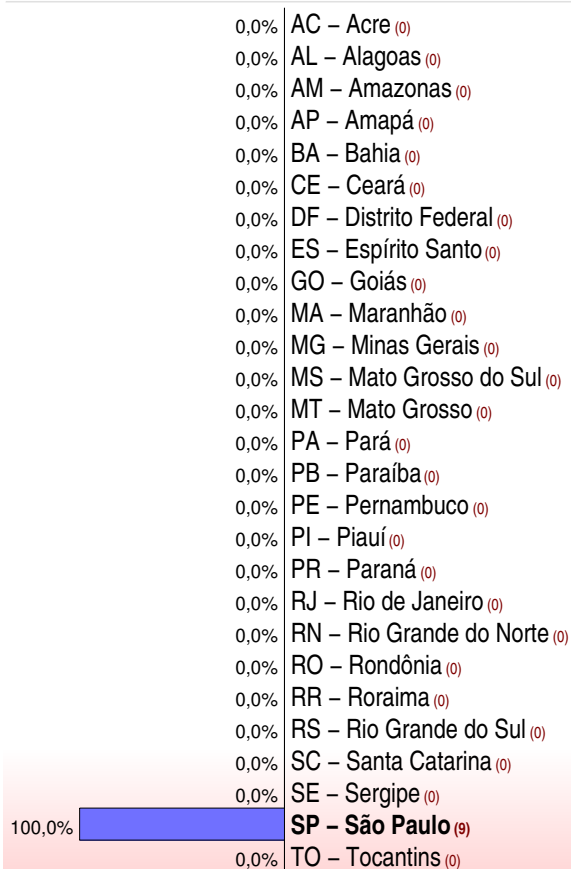 0,0% AC – Acre (0)
0,0% AL – Alagoas (0)
0,0% AM – Amazonas (0)
0,0% AP – Amapá (0)
0,0% BA – Bahia (0)
0,0% CE – Ceará (0)
0,0% DF – Distrito Federal (0)
0,0% ES – Espírito Santo (0)
0,0% GO – Goiás (0)
0,0% MA – Maranhão (0)
0,0% MG – Minas Gerais (0)
0,0% MS – Mato Grosso do Sul (0)
0,0% MT – Mato Grosso (0)
0,0% PA – Pará (0)
0,0% PB – Paraíba (0)
0,0% PE – Pernambuco (0)
0,0% PI – Piauí (0)
0,0% PR – Paraná (0)
0,0% RJ – Rio de Janeiro (0)
0,0% RN – Rio Grande do Norte (0)
0,0% RO – Rondônia (0)
0,0% RR – Roraima (0)
0,0% RS – Rio Grande do Sul (0)
0,0% SC – Santa Catarina (0)
0,0% SE – Sergipe (0)
100,0% SP – São Paulo (9)
0,0% TO – Tocantins (0)